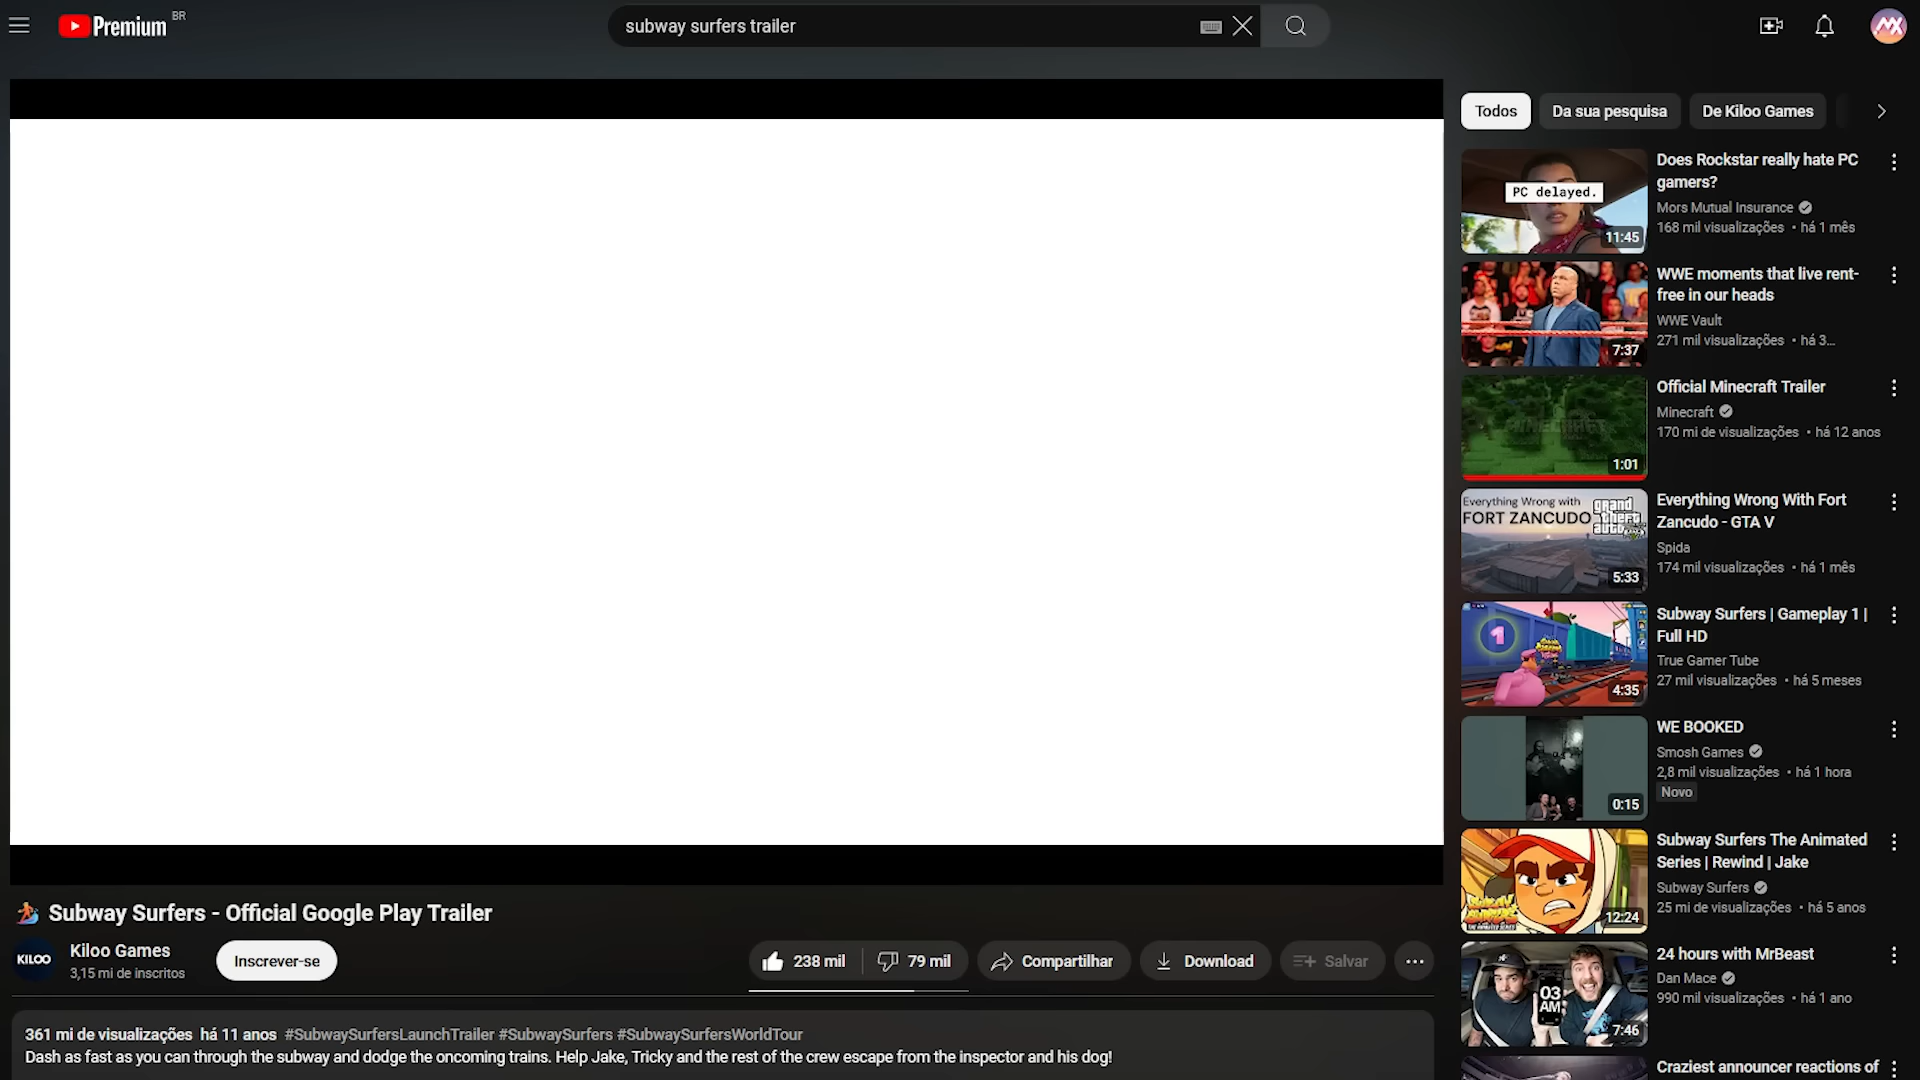 Premium BR
subway surfers trailer
Todos
Da sua pesquisa
De Kiloo Games
PC delayed.
11:45
Does Rockstar really hate PC
gamers?
Mors Mutual Insurance
168 mil visualizações • há 1 mês
7:37
WWE moments that live rent-
free in our heads
WWE Vault
271 mil visualizações • há 3...
MINECRAFT
1:01
Official Minecraft Trailer
Minecraft
170 mi de visualizações • há 12 anos
Everything Wrong with
FORT ZANCUDO
grand
theft
auto
5:33
Everything Wrong With Fort
Zancudo - GTA V
Spida
174 mil visualizações • há 1 mês
1
4:35
Subway Surfers | Gameplay 1 |
Full HD
True Gamer Tube
27 mil visualizações • há 5 meses
0:15
WE BOOKED
Smosh Games
2,8 mil visualizações • há 1 hora
Novo
SUBWAY
SURFERS
THE ANIMATED SERIES
12:24
Subway Surfers The Animated
Series | Rewind | Jake
Subway Surfers
25 mi de visualizações • há 5 anos
03
AM
7:46
24 hours with MrBeast
Dan Mace
990 mil visualizações • há 1 ano
Craziest announcer reactions of
Subway Surfers - Official Google Play Trailer
KILOO
Kiloo Games
3,15 mi de inscritos
Inscrever-se
238 mil
79 mil
Compartilhar
Download
Salvar
361 mi de visualizações há 11 anos #SubwaySurfersLaunchTrailer #SubwaySurfers #SubwaySurfersWorldTour
Dash as fast as you can through the subway and dodge the oncoming trains. Help Jake, Tricky and the rest of the crew escape from the inspector and his dog!